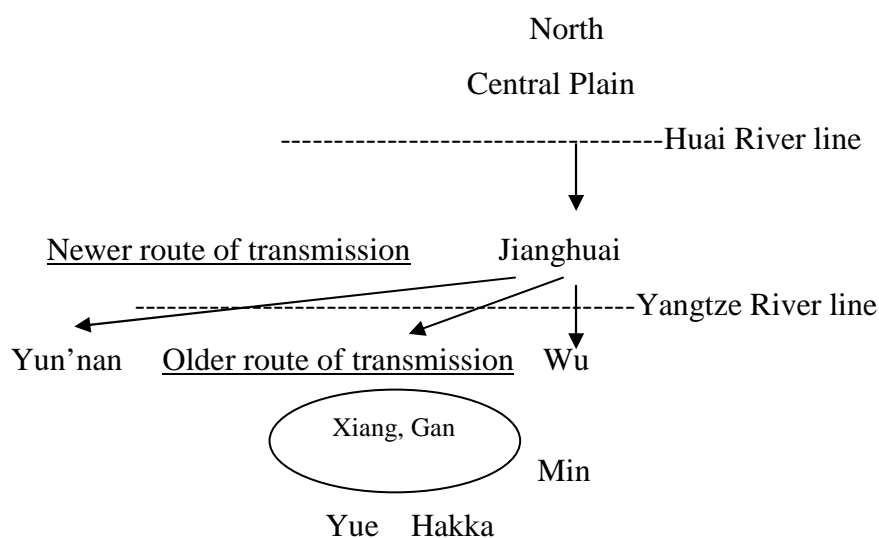 North
Central Plain
Huai River line
Newer route of transmission Jianghuai
Yangtze River line
Yun'nan Older route of transmission Wu
Xiang, Gan
Min
Yue Hakka